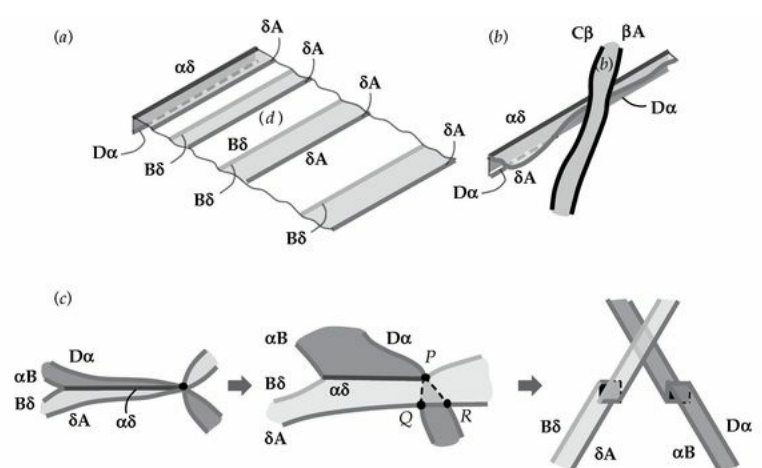 (a)
δA
δA
αδ
δA
(d)
δA
Dα
Bδ
Bδ
δA
Bδ
Bδ
(b)
Cβ βA
(b)
αδ
Dα
δA
Dα
(c)
Dα
αB
Bδ
δA
αδ
αB
Dα
P
Bδ
αδ
δA
Q
R
Bδ
δA
αB
Dα